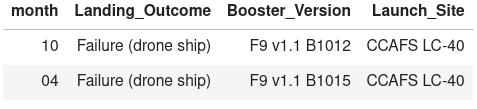 month Landing_Outcome Booster_Version Launch_Site
10 Failure (drone ship) F9 v1.1 B1012 CCAFS LC-40
04 Failure (drone ship) F9 v1.1 B1015 CCAFS LC-40